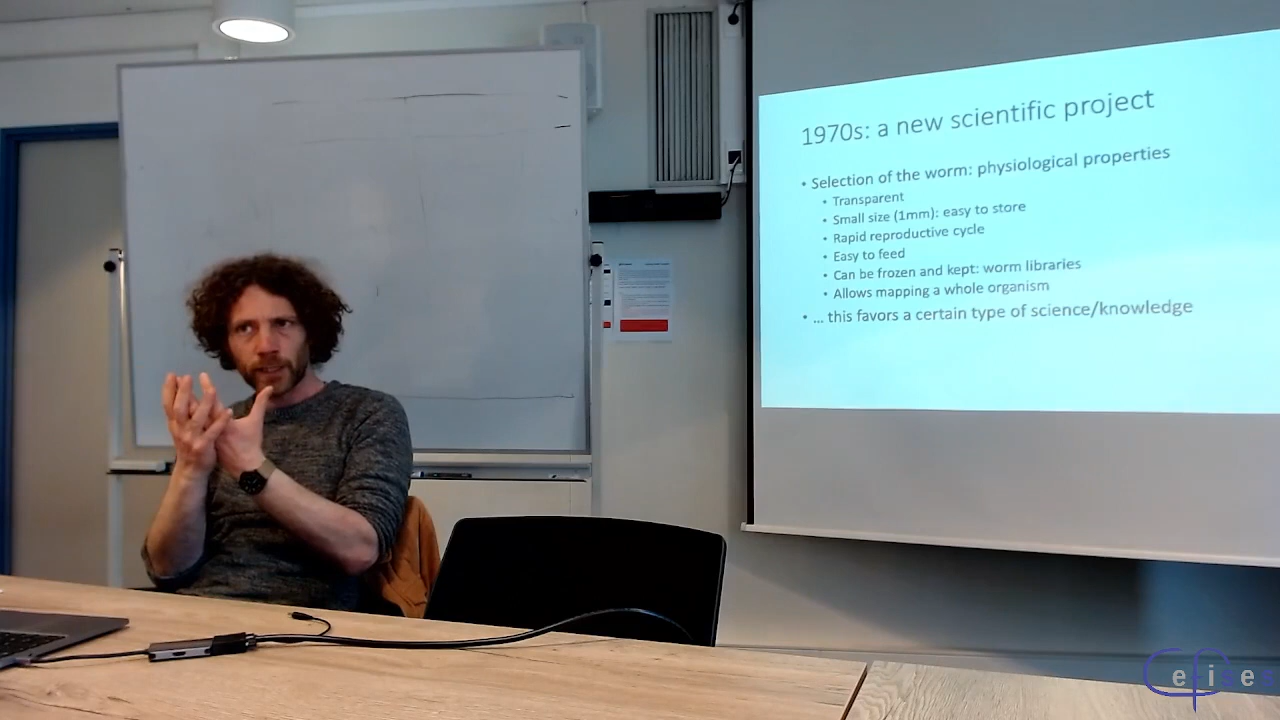 1970s: a new scientific project
• Selection of the worm: physiological properties
• Transparent
• Small size (1mm): easy to store
• Rapid reproductive cycle
• Easy to feed
• Can be frozen and kept: worm libraries
• Allows mapping a whole organism
• ... this favors a certain type of science/knowledge
Cefises